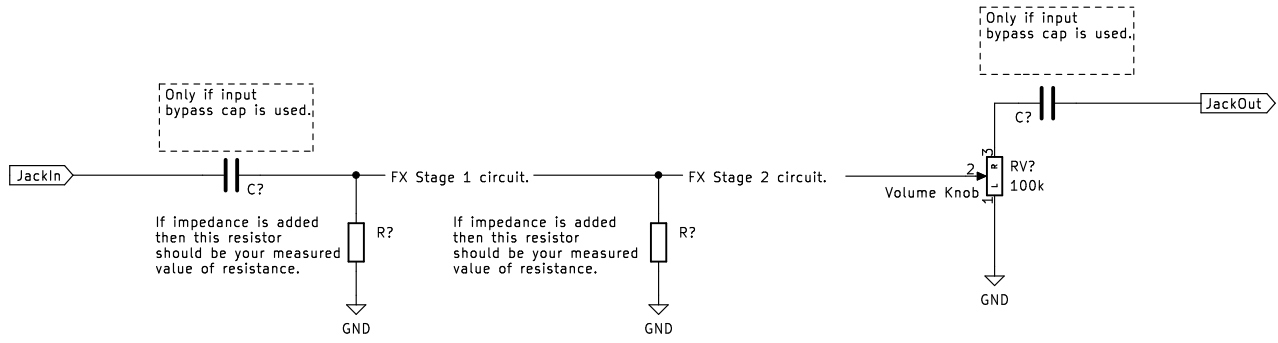 Only if input
bypass cap is used.
JackOut
C?
Only if input
bypass cap is used.
3
R
RV?
100k
2
L
1
Volume Knob
JackIn
C?
FX Stage 1 circuit.
FX Stage 2 circuit.
If impedance is added
then this resistor
should be your measured
value of resistance.
R?
If impedance is added
then this resistor
should be your measured
value of resistance.
R?
GND
GND
GND